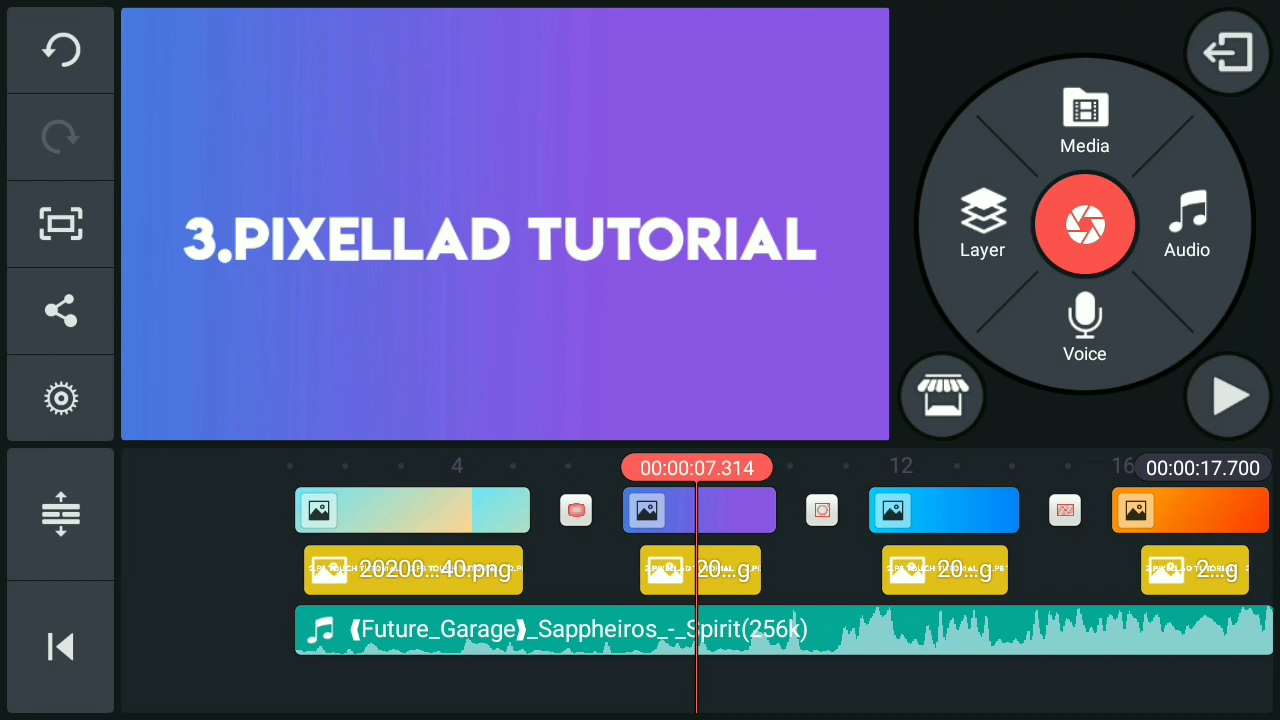 3.PIXELLAD TUTORIAL
Media
Layer
Audio
Voice
4
00:00:07.314
12
16
00:00:17.700
20200...40.png
20...g
20...g
2...g
⦗Future_Garage⦘_Sappheiros_-_Spirit(256k)